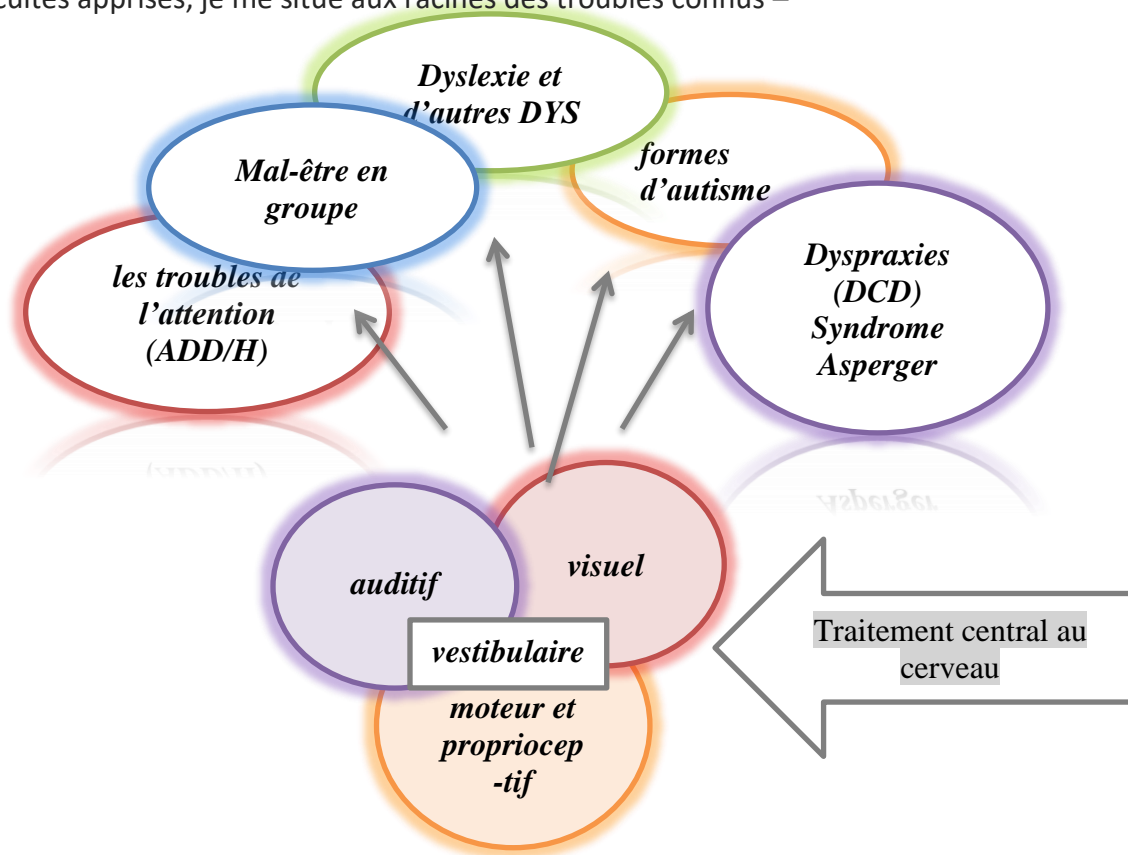 cultés apprises, je me situe aux racines des troubles connus –
Dyslexie et
d'autres DYS
formes
d'autisme
Mal-être en
groupe
les troubles de
l'attention
(ADD/H)
Dyspraxies
(DCD)
Syndrome
Asperger
auditif
visuel
vestibulaire
moteur et
propriocep
-tif
Traitement central au
cerveau